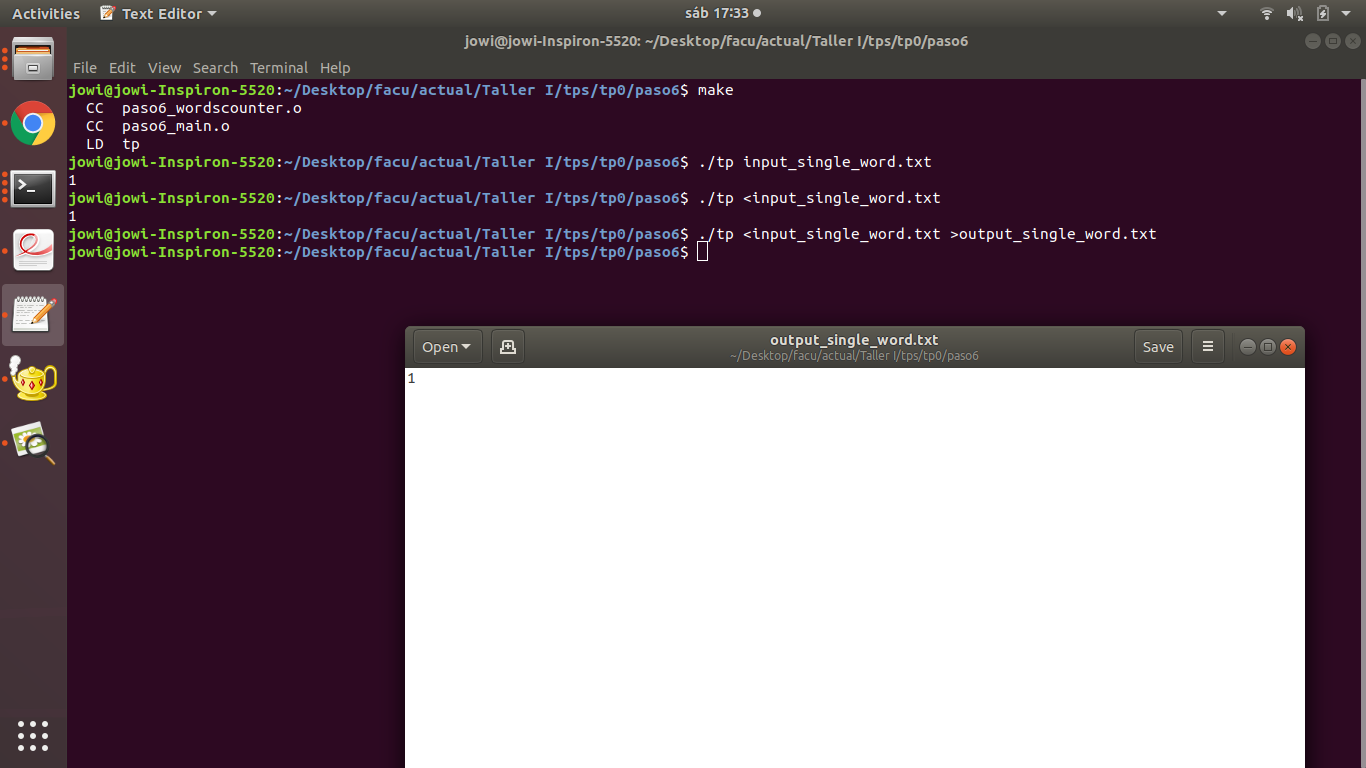 Activities Text Editor sáb 17:33
jowi@jowi-Inspiron-5520: ~/Desktop/facu/actual/Taller I/tps/tp0/paso6
File Edit View Search Terminal Help
jowi@jowi-Inspiron-5520:~/Desktop/facu/actual/Taller I/tps/tp0/paso6$ make
  CC  paso6_wordscounter.o
  CC  paso6_main.o
  LD  tp
jowi@jowi-Inspiron-5520:~/Desktop/facu/actual/Taller I/tps/tp0/paso6$ ./tp input_single_word.txt
1
jowi@jowi-Inspiron-5520:~/Desktop/facu/actual/Taller I/tps/tp0/paso6$ ./tp <input_single_word.txt
1
jowi@jowi-Inspiron-5520:~/Desktop/facu/actual/Taller I/tps/tp0/paso6$ ./tp <input_single_word.txt >output_single_word.txt
jowi@jowi-Inspiron-5520:~/Desktop/facu/actual/Taller I/tps/tp0/paso6$
Open output_single_word.txt Save
~/Desktop/facu/actual/Taller I/tps/tp0/paso6
1